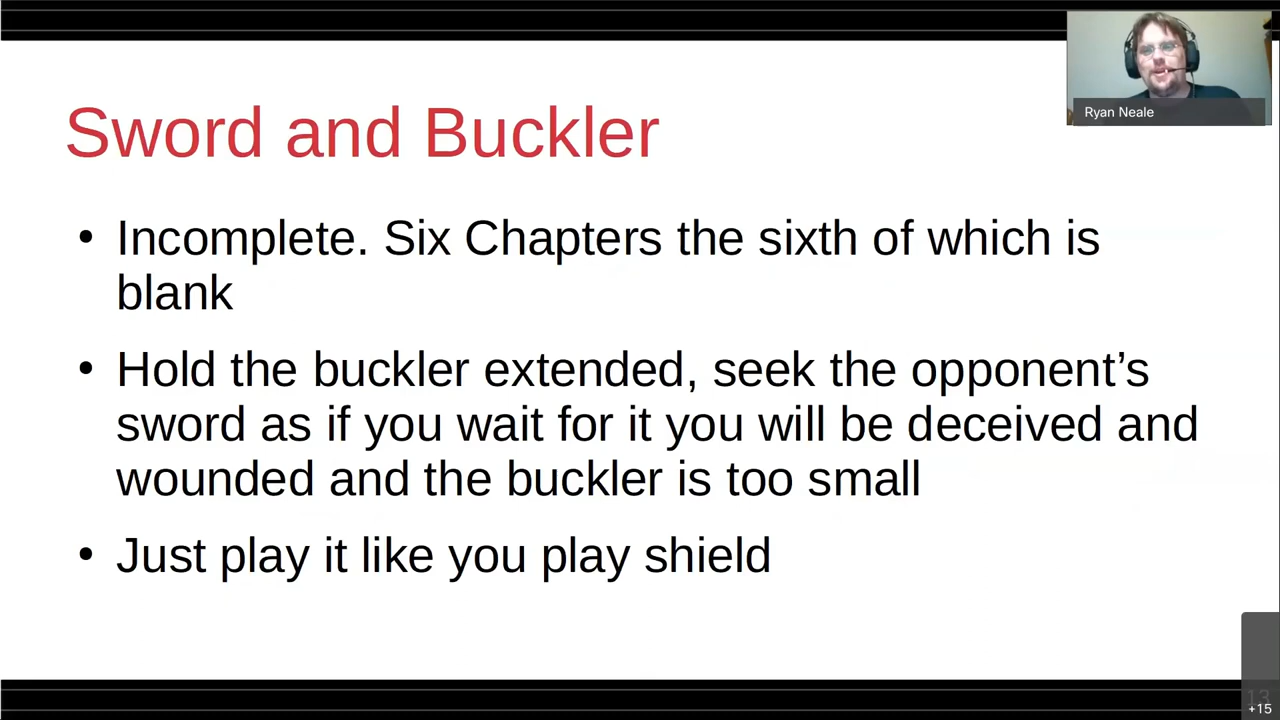 Ryan Neale
Sword and Buckler
• Incomplete. Six Chapters the sixth of which is
blank
• Hold the buckler extended, seek the opponent’s
sword as if you wait for it you will be deceived and
wounded and the buckler is too small
• Just play it like you play shield
13
+15